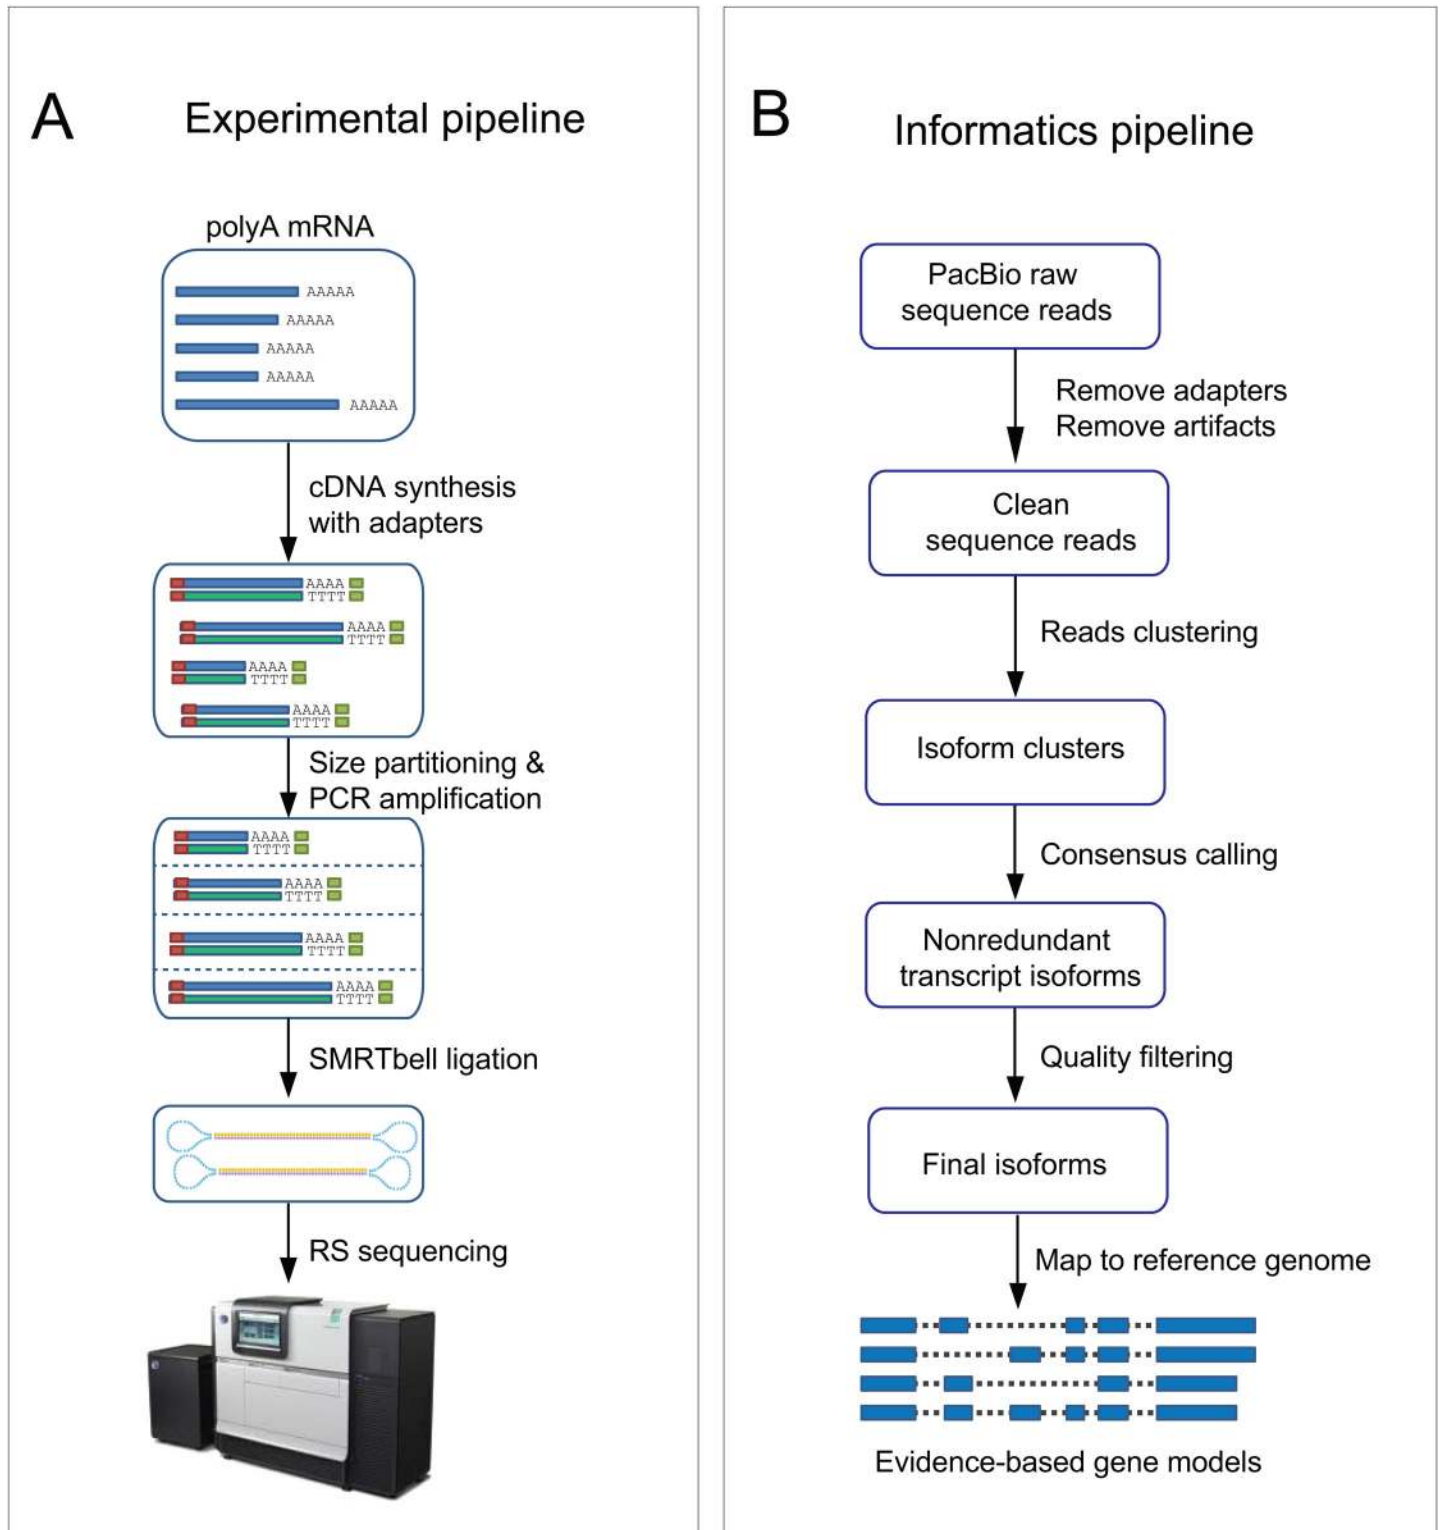 A
Experimental pipeline
polyA mRNA
AAAAA
AAAAA
AAAAA
AAAAA
AAAAA
cDNA synthesis
with adapters
AAAA
TTTT
AAAA
TTTT
AAAA
TTTT
AAAA
TTTT
Size partitioning &
PCR amplification
AAAA
TTTT
AAAA
TTTT
AAAA
TTTT
AAAA
TTTT
SMRTbell ligation
RS sequencing
B
Informatics pipeline
PacBio raw
sequence reads
Remove adapters
Remove artifacts
Clean
sequence reads
Reads clustering
Isoform clusters
Consensus calling
Nonredundant
transcript isoforms
Quality filtering
Final isoforms
Map to reference genome
Evidence-based gene models